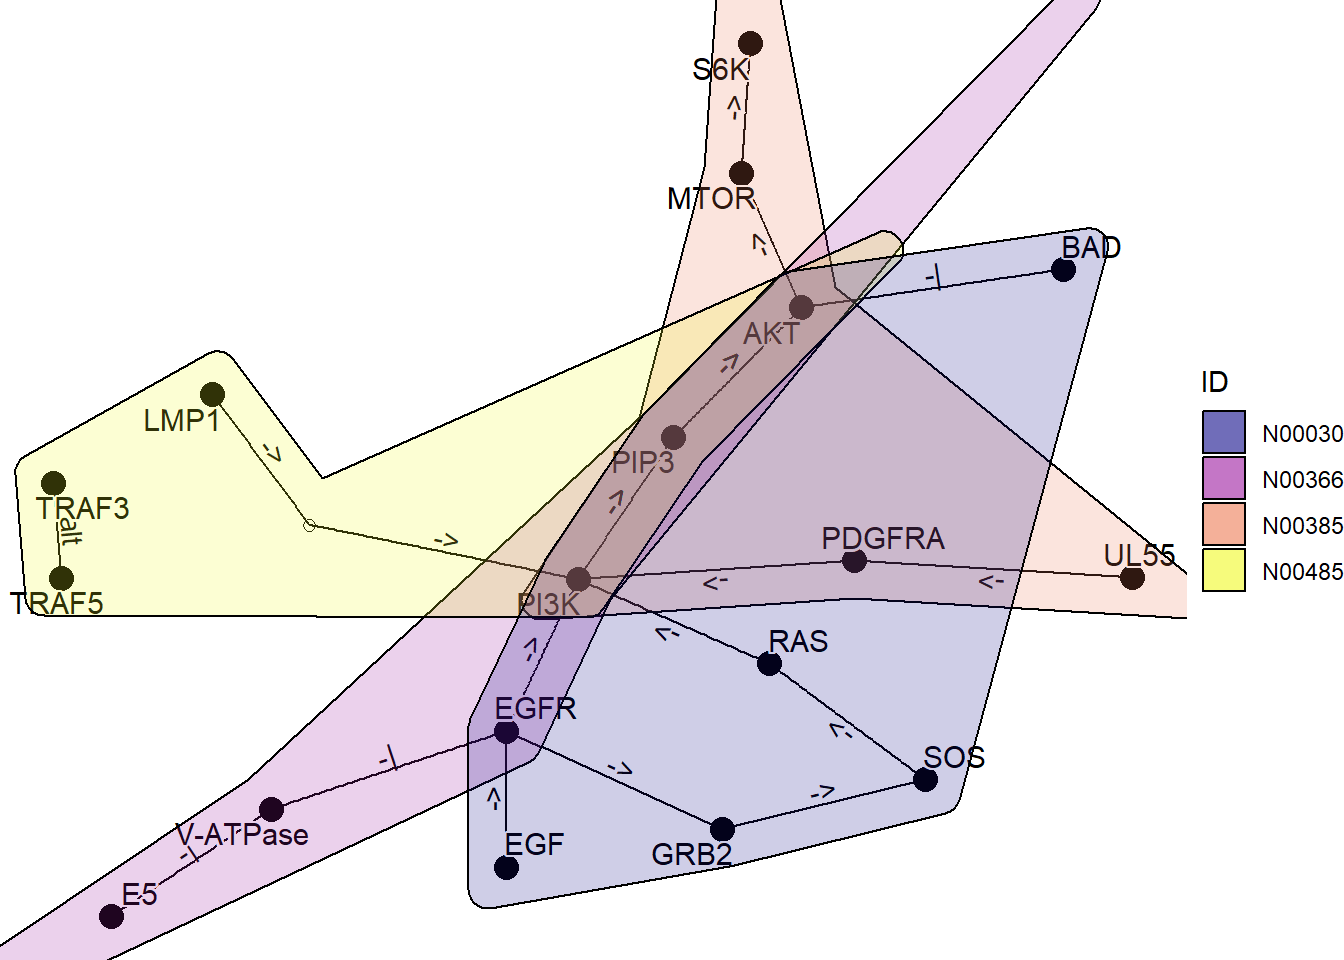 S6K
->
MTOR
->
BAD
-|
AKT
->
ID
LMP1
N00030
->
PIP3
N00366
TRAF3
->
N00385
alt
->
PDGFRA
UL55
N00485
TRAF5
PI3K
<-
<-
->
<-
RAS
EGFR
<-
-|
->
SOS
V-ATPase
->
->
-|
EGF
GRB2
E5